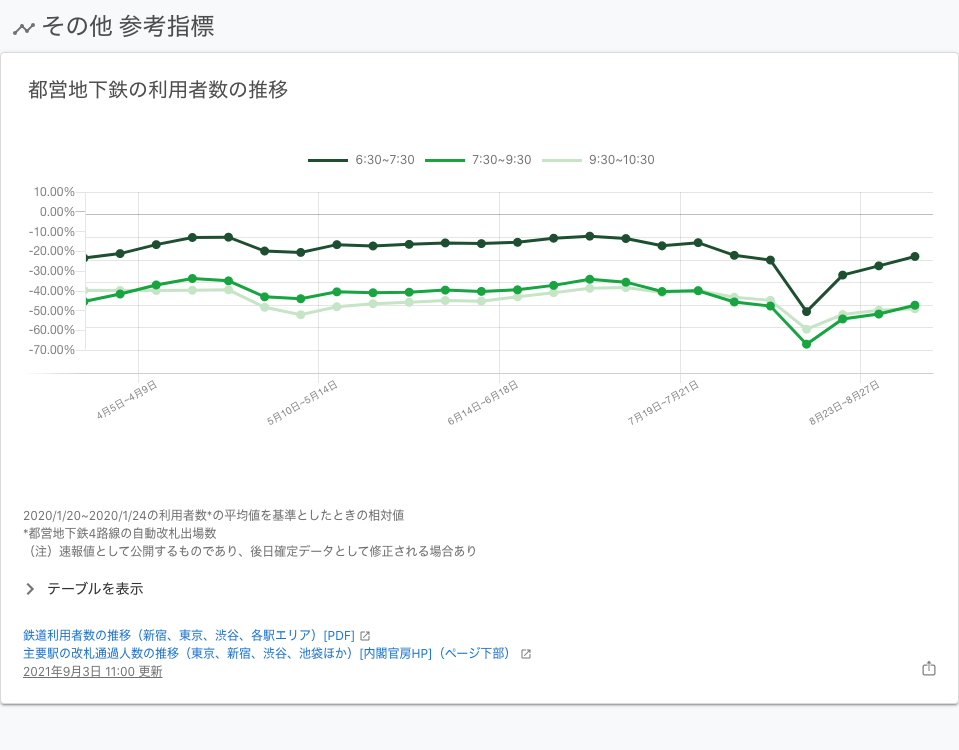 その他 参考指標
都営地下鉄の利用者数の推移
6:30~7:30 7:30~9:30 9:30~10:30
10.00%
0.00%
-10.00%
-20.00%
-30.00%
-40.00%
-50.00%
-60.00%
-70.00%
4月5日~4月9日 5月10日~5月14日 6月14日~6月18日 7月19日~7月21日 8月23日~8月27日
2020/1/20~2020/1/24の利用者数*の平均値を基準としたときの相対値
*都営地下鉄4路線の自動改札出場数
（注）速報値として公開するものであり、後日確定データとして修正される場合あり
テーブルを表示
鉄道利用者数の推移（新宿、東京、渋谷、各駅エリア）[PDF]
主要駅の改札通過人数の推移（東京、新宿、渋谷、池袋ほか）[内閣官房HP]（ページ下部）
2021年9月3日 11:00 更新